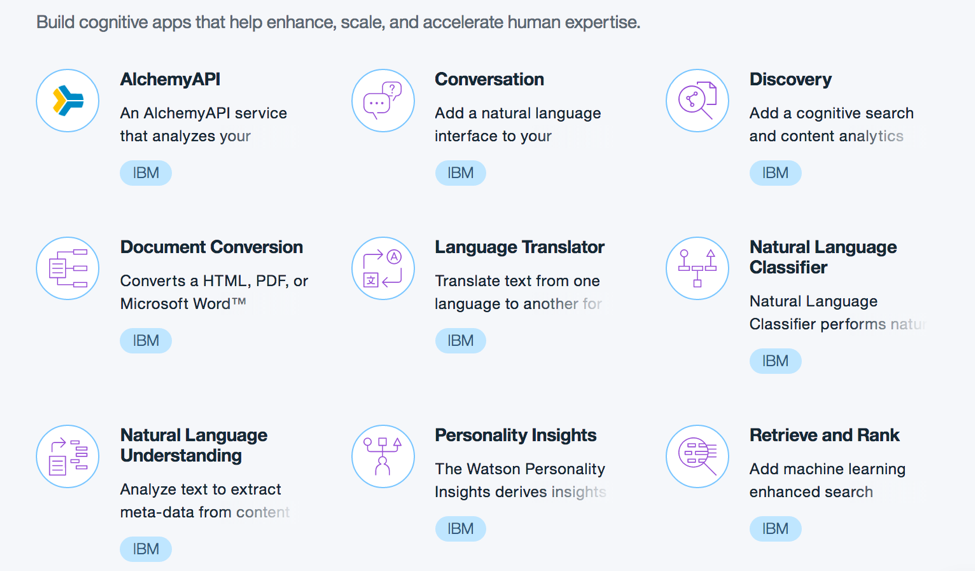 Build cognitive apps that help enhance, scale, and accelerate human expertise.
AlchemyAPI
An AlchemyAPI service
that analyzes your
IBM
Conversation
Add a natural language
interface to your
IBM
Discovery
Add a cognitive search
and content analytics
IBM
Document Conversion
Converts a HTML, PDF, or
Microsoft Word™
IBM
Language Translator
Translate text from one
language to another for
IBM
Natural Language
Classifier
Natural Language
Classifier performs natu
IBM
Natural Language
Understanding
Analyze text to extract
meta-data from content
IBM
Personality Insights
The Watson Personality
Insights derives insights
IBM
Retrieve and Rank
Add machine learning
enhanced search
IBM